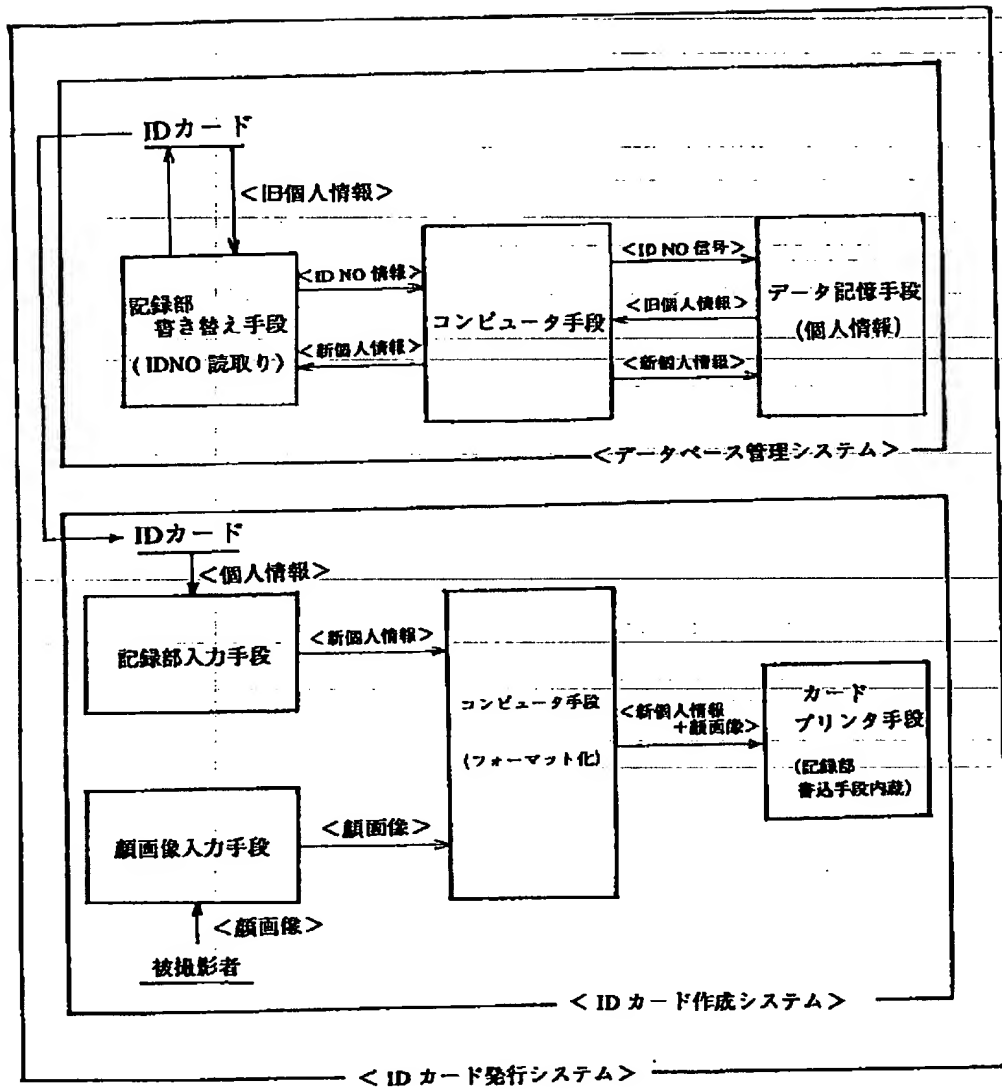 IDカード
<旧個人情報>
記録部
書き替え手段
(IDNO 読取り)
<ID NO 情報>
<新個人情報>
コンピュータ手段
<ID NO 信号>
<旧個人情報>
<新個人情報>
データ記憶手段
(個人情報)
<データベース管理システム>
IDカード
<個人情報>
記録部入力手段
<新個人情報>
顔画像入力手段
<顔画像>
<顔画像>
被撮影者
コンピュータ手段
(フォーマット化)
<新個人情報
+顔画像>
カード
プリンタ手段
(記録部
書込手段内蔵)
<IDカード作成システム>
<IDカード発行システム>